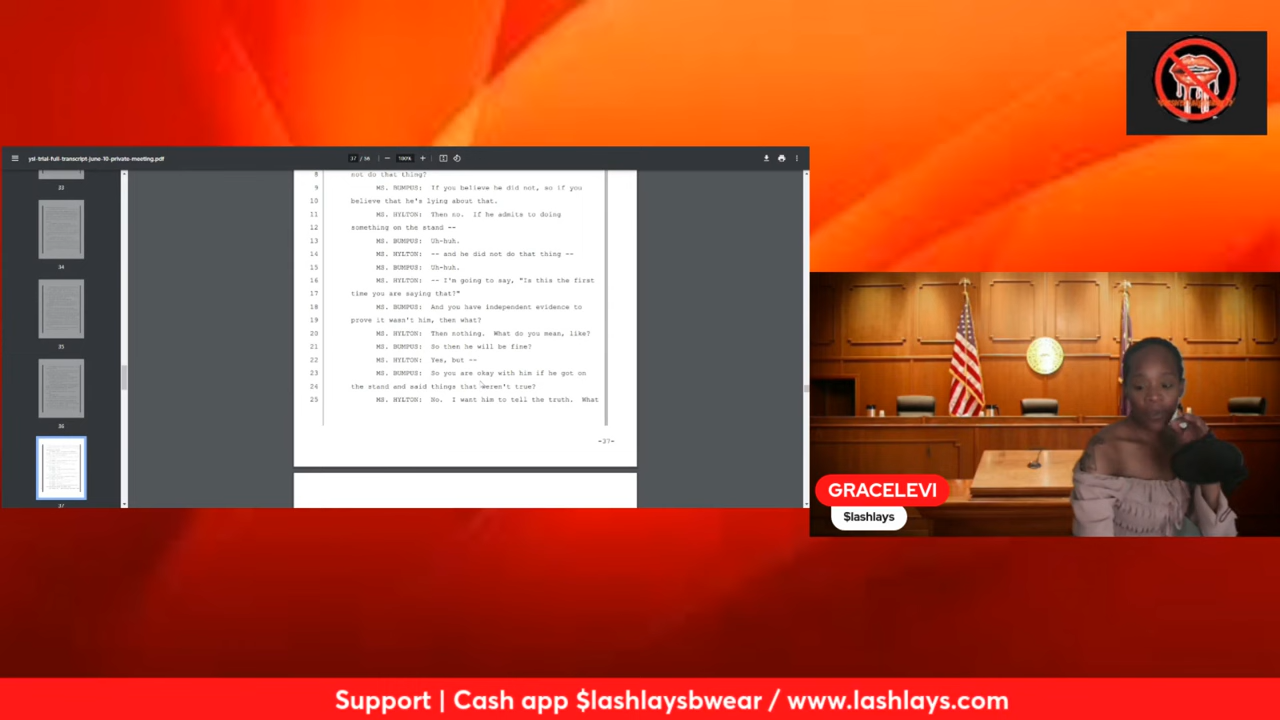 ysl-trial-full-transcript-june-10-private-meeting.pdf
37 / 56
100%
33
34
35
36
37
8 not do that thing?
9 MS. BUMPUS: If you believe he did not, so if you
10 believe that he's lying about that.
11 MS. HYLTON: Then no. If he admits to doing
12 something on the stand --
13 MS. BUMPUS: Uh-huh.
14 MS. HYLTON: -- and he did not do that thing --
15 MS. BUMPUS: Uh-huh.
16 MS. HYLTON: -- I'm going to say, "Is this the first
17 time you are saying that?"
18 MS. BUMPUS: And you have independent evidence to
19 prove it wasn't him, then what?
20 MS. HYLTON: Then nothing. What do you mean, like?
21 MS. BUMPUS: So then he will be fine?
22 MS. HYLTON: Yes, but --
23 MS. BUMPUS: So you are okay with him if he got on
24 the stand and said things that weren't true?
25 MS. HYLTON: No. I want him to tell the truth. What
-37-
GRACELEVI
$lashlays
Support | Cash app $lashlaysbwear / www.lashlays.com